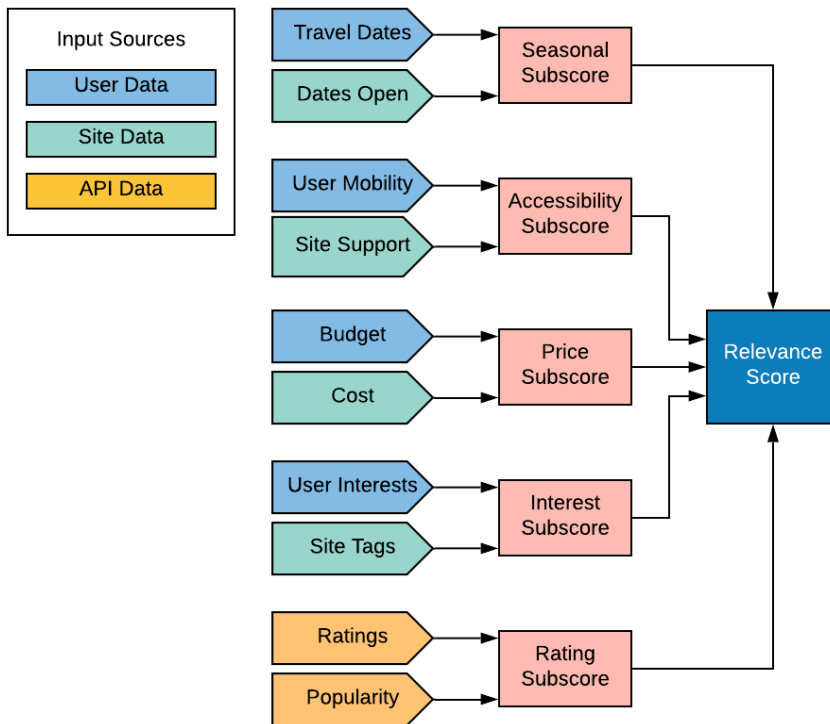 Input Sources
User Data
Site Data
API Data
Travel Dates
Dates Open
Seasonal
Subscore
User Mobility
Site Support
Accessibility
Subscore
Budget
Cost
Price
Subscore
User Interests
Site Tags
Interest
Subscore
Ratings
Popularity
Rating
Subscore
Relevance
Score